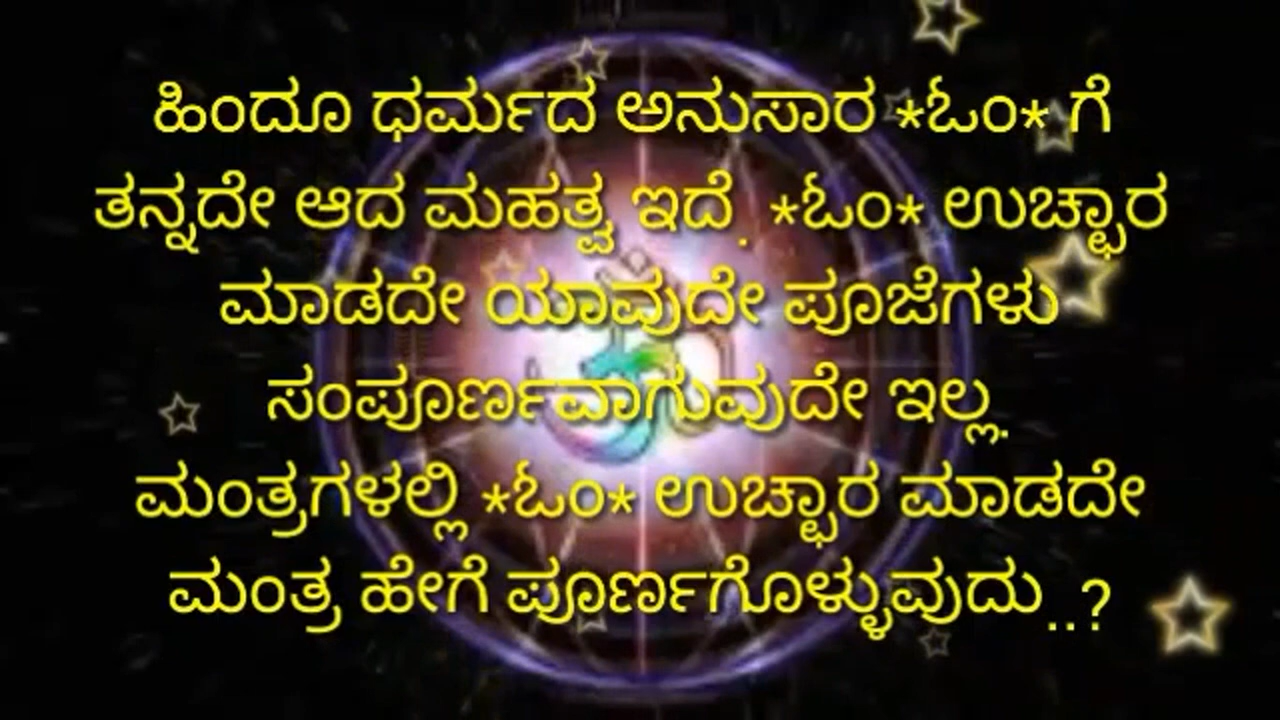 ಹಿಂದೂ ಧರ್ಮದ ಅನುಸಾರ *ಓಂ* ಗೆ
ತನ್ನದೇ ಆದ ಮಹತ್ವ ಇದೆ. *ಓಂ* ಉಚ್ಛಾರ
ಮಾಡದೇ ಯಾವುದೇ ಪೂಜೆಗಳು
ಸಂಪೂರ್ಣವಾಗುವುದೇ ಇಲ್ಲ.
ಮಂತ್ರಗಳಲ್ಲಿ *ಓಂ* ಉಚ್ಛಾರ ಮಾಡದೇ
ಮಂತ್ರ ಹೇಗೆ ಪೂರ್ಣಗೊಳ್ಳುವುದು..?